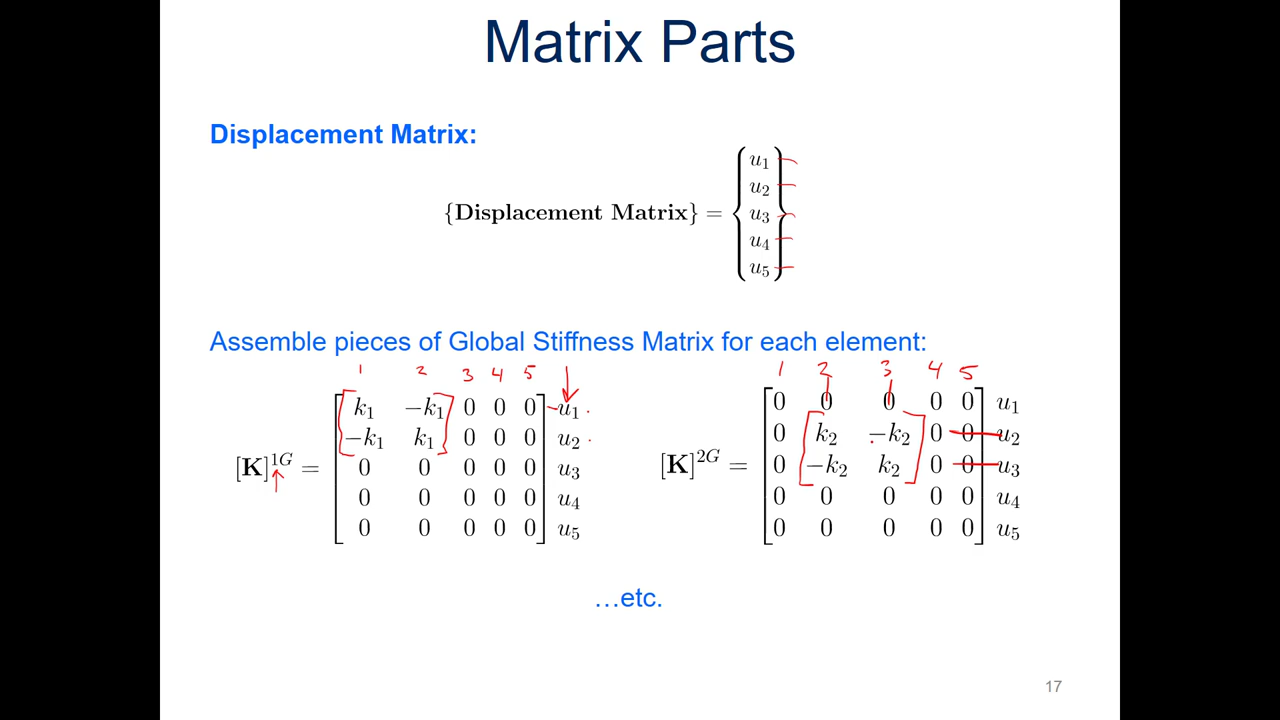 Matrix Parts
Displacement Matrix:
{Displacement Matrix} = { u₁
u₂
u₃
u₄
u₅ }
Assemble pieces of Global Stiffness Matrix for each element:
1 2 3 4 5
[K]¹ᴳ = [ k₁ −k₁ 0 0 0 ] u₁
−k₁ k₁ 0 0 0 u₂
0 0 0 0 0 u₃
0 0 0 0 0 u₄
0 0 0 0 0 u₅
1 2 3 4 5
[K]²ᴳ = [ 0 0 0 0 0 ] u₁
0 k₂ −k₂ 0 0 u₂
0 −k₂ k₂ 0 0 u₃
0 0 0 0 0 u₄
0 0 0 0 0 u₅
…etc.
17